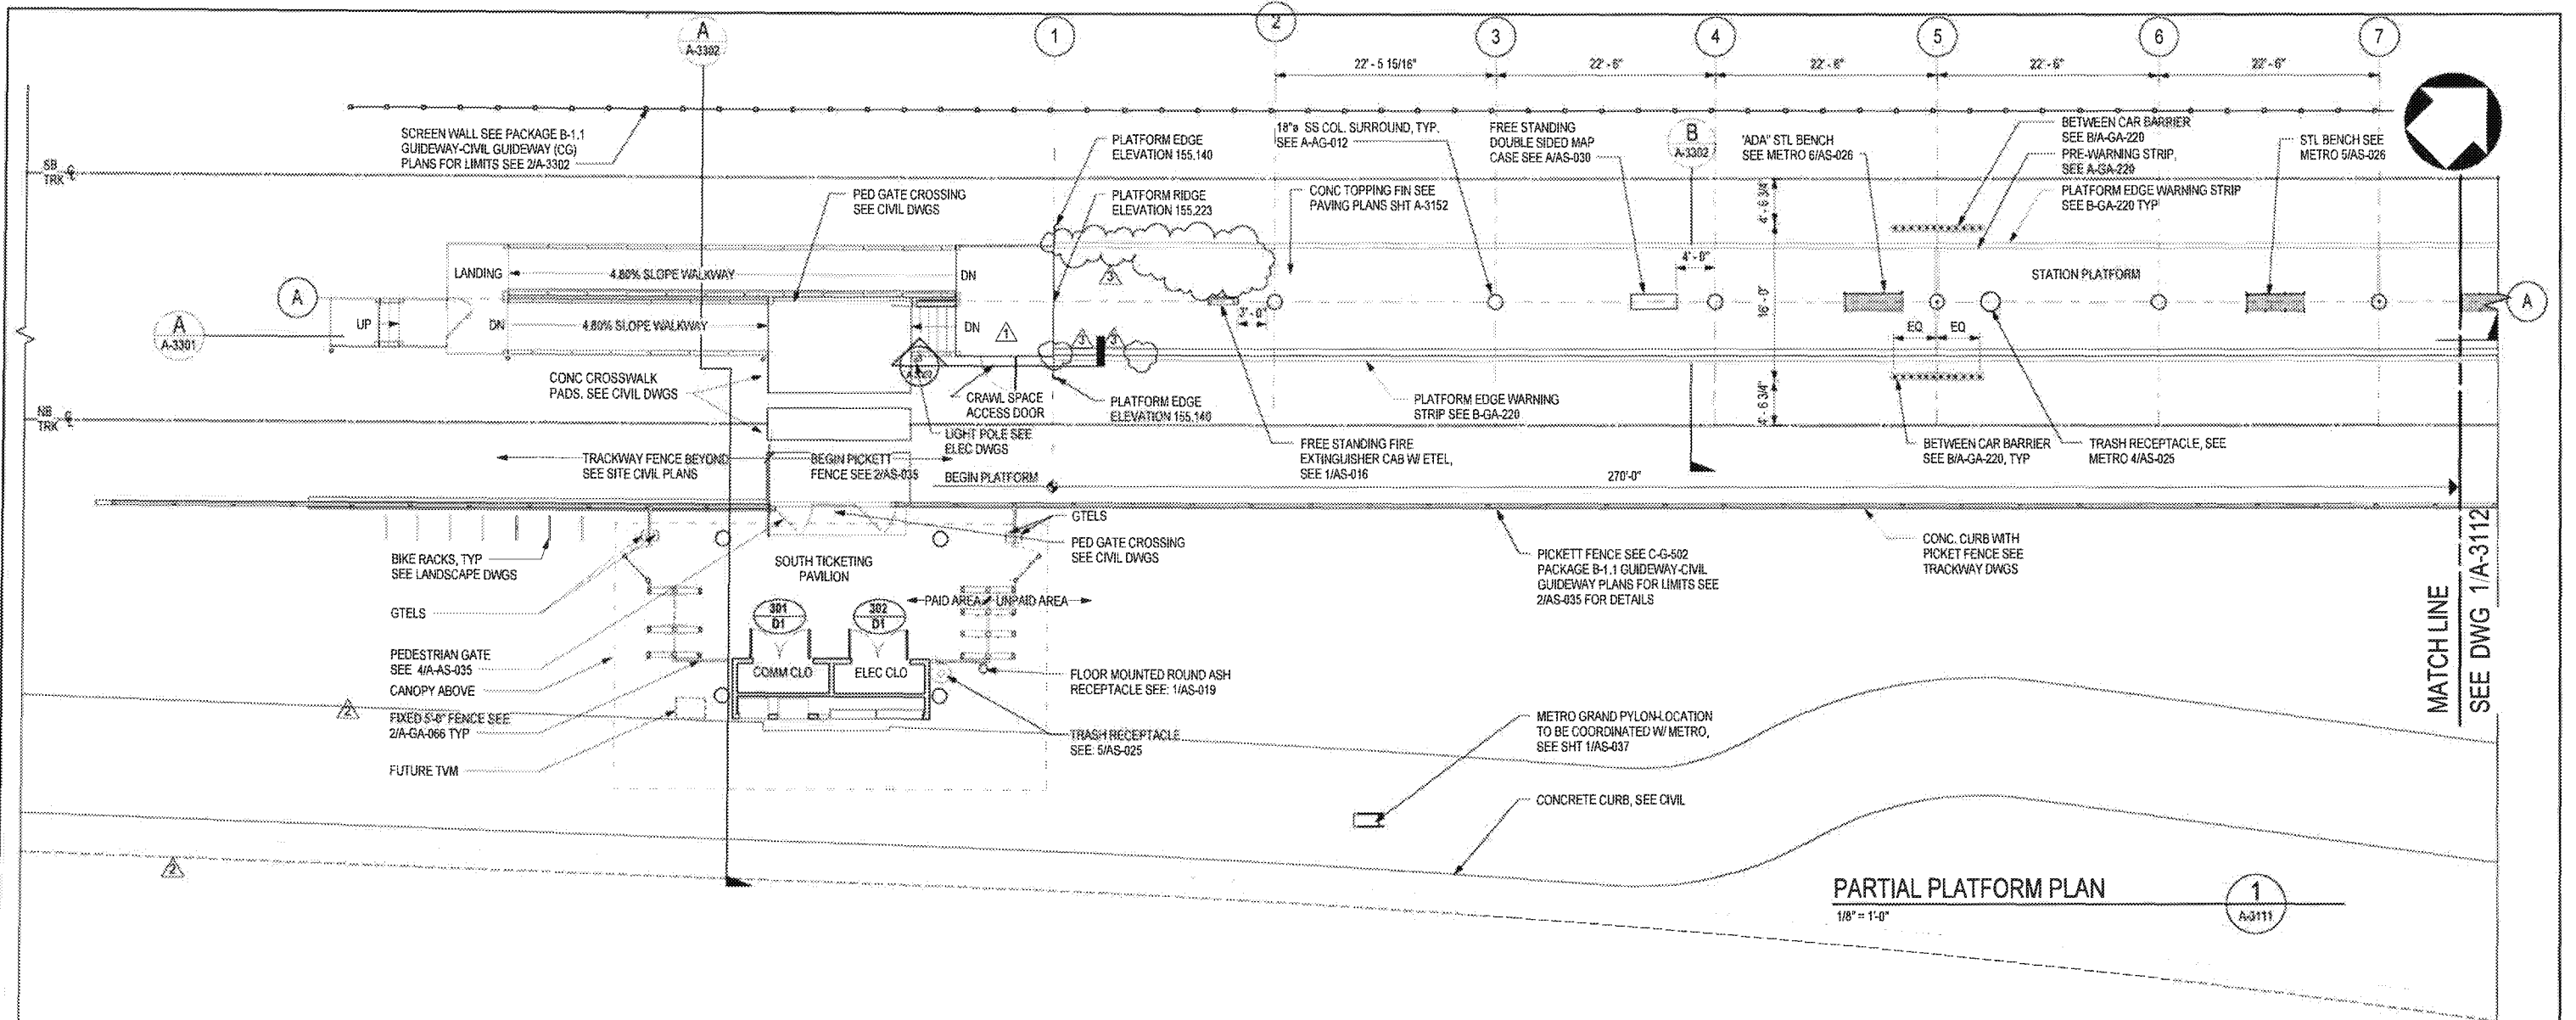 A
A-3302
1
2
3
4
5
6
7
22' - 5 15/16"
22' - 6"
22' - 6"
22' - 6"
22' - 6"
SCREEN WALL SEE PACKAGE B-1.1
GUIDEWAY-CIVIL GUIDEWAY (CG)
PLANS FOR LIMITS SEE 2/A-3302
PLATFORM EDGE
ELEVATION 155.140
18"ø SS COL. SURROUND, TYP.
SEE A-AG-012
FREE STANDING
DOUBLE SIDED MAP
CASE SEE A/AS-030
B
A-3302
'ADA' STL BENCH
SEE METRO 6/AS-026
BETWEEN CAR BARRIER
SEE B/A-GA-220
PRE-WARNING STRIP,
SEE A-GA-220
PLATFORM EDGE WARNING STRIP
SEE B-GA-220 TYP
STL BENCH SEE
METRO 5/AS-026
SB
TRK
PED GATE CROSSING
SEE CIVIL DWGS
PLATFORM RIDGE
ELEVATION 155.223
CONC TOPPING FIN SEE
PAVING PLANS SHT A-3152
4' - 6 3/4"
LANDING
4.80% SLOPE WALKWAY
DN
3
4' - 0"
STATION PLATFORM
A
A
A-3301
UP
DN
4.80% SLOPE WALKWAY
DN
1
3' - 0"
16' - 0"
EQ
EQ
A
3
3
CONC CROSSWALK
PADS. SEE CIVIL DWGS
CRAWL SPACE
ACCESS DOOR
PLATFORM EDGE
ELEVATION 155.140
PLATFORM EDGE WARNING
STRIP SEE B-GA-220
4' - 6 3/4"
NB
TRK
LIGHT POLE SEE
ELEC DWGS
FREE STANDING FIRE
EXTINGUISHER CAB W/ ETEL,
SEE 1/AS-016
BETWEEN CAR BARRIER
SEE B/A-GA-220, TYP
TRASH RECEPTACLE, SEE
METRO 4/AS-025
TRACKWAY FENCE BEYOND
SEE SITE CIVIL PLANS
BEGIN PICKETT
FENCE SEE 2/AS-035
BEGIN PLATFORM
270'-0"
GTELS
PED GATE CROSSING
SEE CIVIL DWGS
BIKE RACKS, TYP
SEE LANDSCAPE DWGS
SOUTH TICKETING
PAVILION
PICKETT FENCE SEE C-G-502
PACKAGE B-1.1 GUIDEWAY-CIVIL
GUIDEWAY PLANS FOR LIMITS SEE
2/AS-035 FOR DETAILS
CONC. CURB WITH
PICKET FENCE SEE
TRACKWAY DWGS
MATCH LINE
SEE DWG 1/A-3112
GTELS
301
D1
302
D1
PAID AREA
UNPAID AREA
PEDESTRIAN GATE
SEE 4/A-AS-035
COMM CLO
ELEC CLO
FLOOR MOUNTED ROUND ASH
RECEPTACLE SEE: 1/AS-019
CANOPY ABOVE
2
FIXED 5'-8" FENCE SEE
2/A-GA-066 TYP
TRASH RECEPTACLE
SEE: 5/AS-025
METRO GRAND PYLON-LOCATION
TO BE COORDINATED W/ METRO,
SEE SHT 1/AS-037
FUTURE TVM
CONCRETE CURB, SEE CIVIL
2
PARTIAL PLATFORM PLAN
1/8" = 1'-0"
1
A-3111